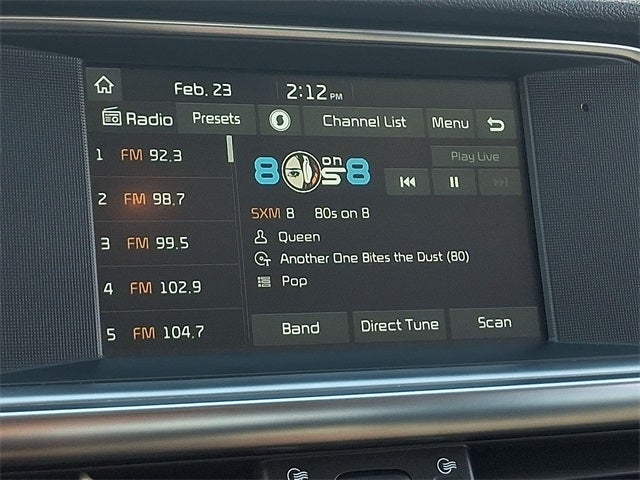 Feb. 23 2:12 PM
Radio Presets Channel List Menu
1 FM 92.3
2 FM 98.7
3 FM 99.5
4 FM 102.9
5 FM 104.7
Play Live
80s on 8
SXM 8 80s on 8
Queen
Another One Bites the Dust (80)
Pop
Band Direct Tune Scan